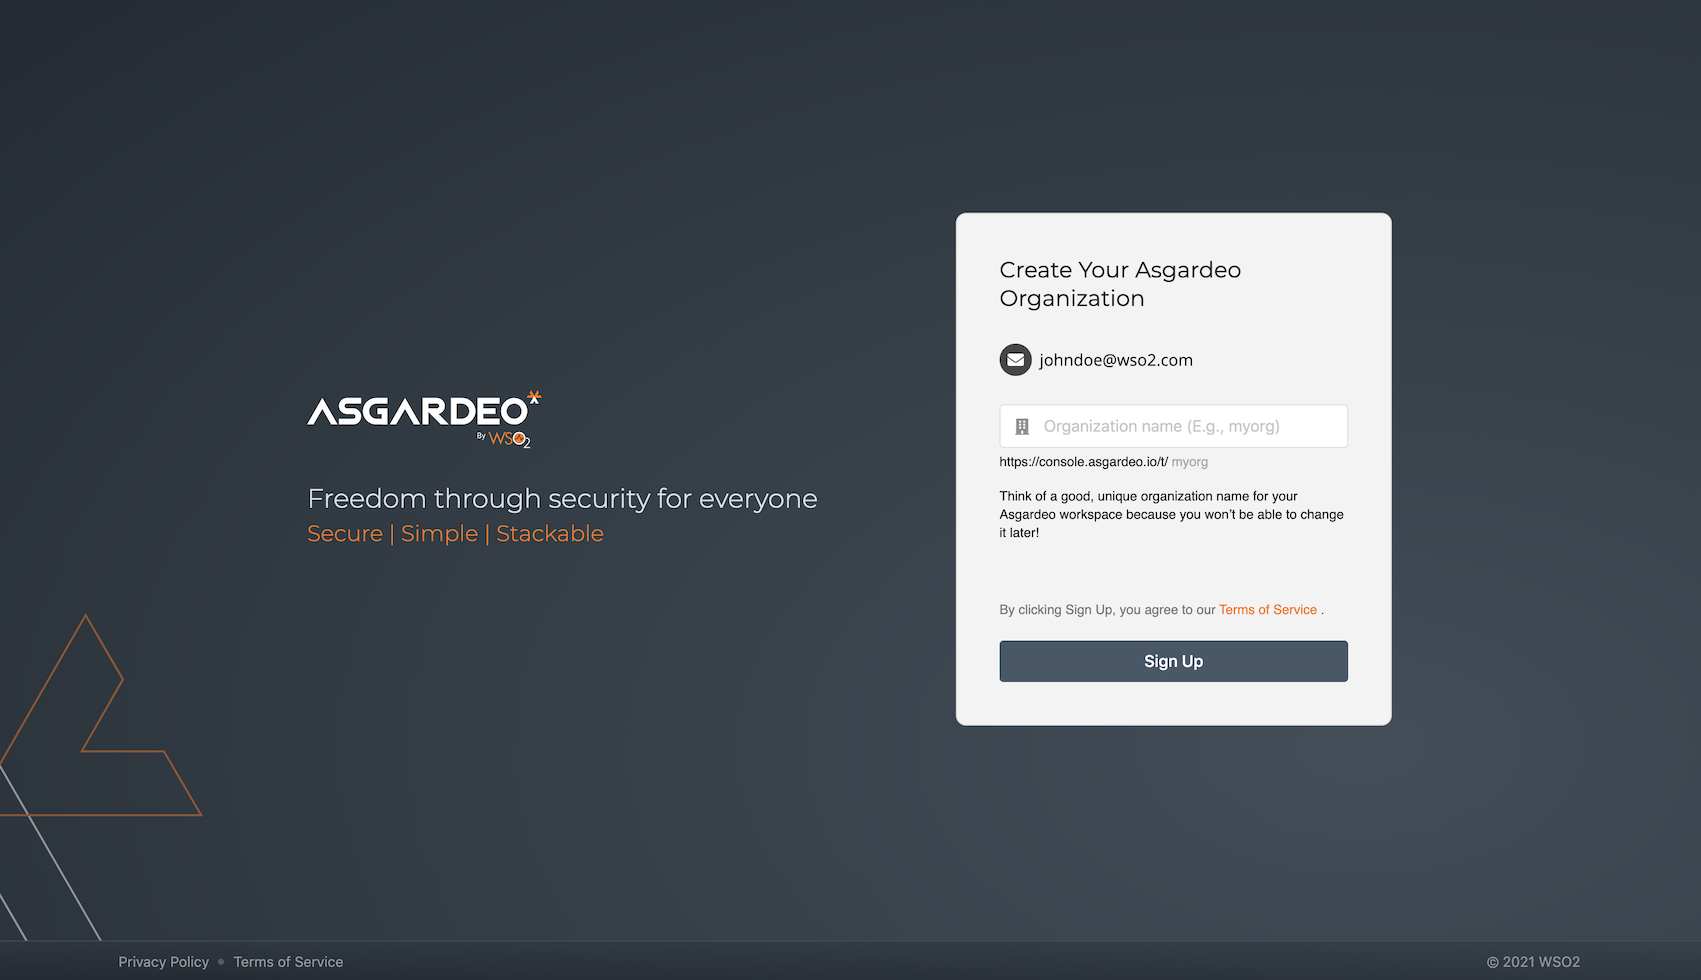 ASGARDEO
By WSO2
Freedom through security for everyone
Secure | Simple | Stackable
Create Your Asgardeo
Organization
johndoe@wso2.com
Organization name (E.g., myorg)
https://console.asgardeo.io/t/ myorg
Think of a good, unique organization name for your
Asgardeo workspace because you won’t be able to change
it later!
By clicking Sign Up, you agree to our Terms of Service .
Sign Up
Privacy Policy • Terms of Service
© 2021 WSO2